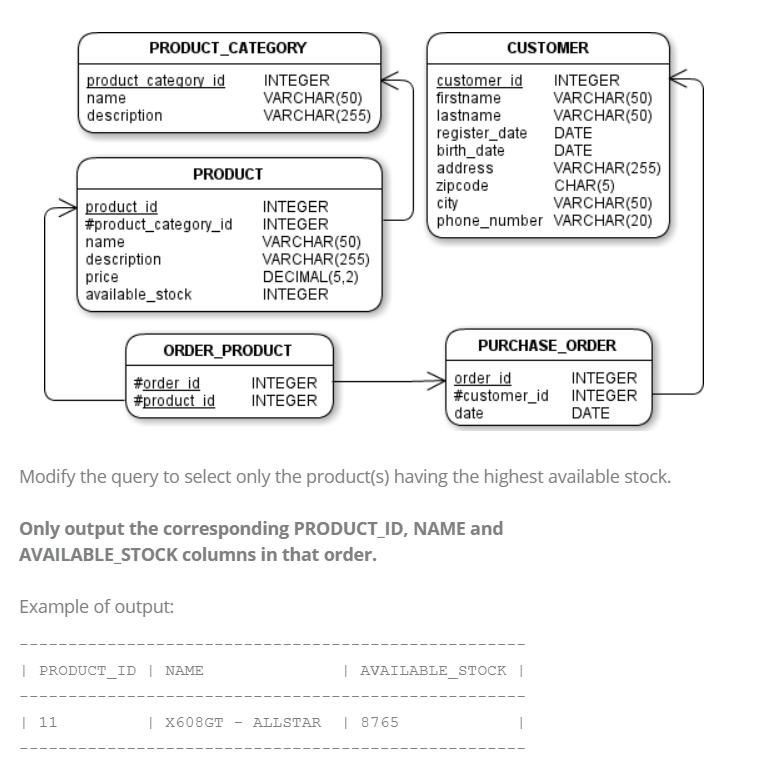 PRODUCT_CATEGORY
product_category_id INTEGER
name VARCHAR(50)
description VARCHAR(255)
CUSTOMER
customer_id INTEGER
firstname VARCHAR(50)
lastname VARCHAR(50)
register_date DATE
birth_date DATE
address VARCHAR(255)
zipcode CHAR(5)
city VARCHAR(50)
phone_number VARCHAR(20)
PRODUCT
product_id INTEGER
#product_category_id INTEGER
name VARCHAR(50)
description VARCHAR(255)
price DECIMAL(5,2)
available_stock INTEGER
ORDER_PRODUCT
#order_id INTEGER
#product_id INTEGER
PURCHASE_ORDER
order_id INTEGER
#customer_id INTEGER
date DATE
Modify the query to select only the product(s) having the highest available stock.
Only output the corresponding PRODUCT_ID, NAME and
AVAILABLE_STOCK columns in that order.
Example of output:
----------------------------------------------------
| PRODUCT_ID | NAME | AVAILABLE_STOCK |
----------------------------------------------------
| 11 | X608GT - ALLSTAR | 8765 |
----------------------------------------------------